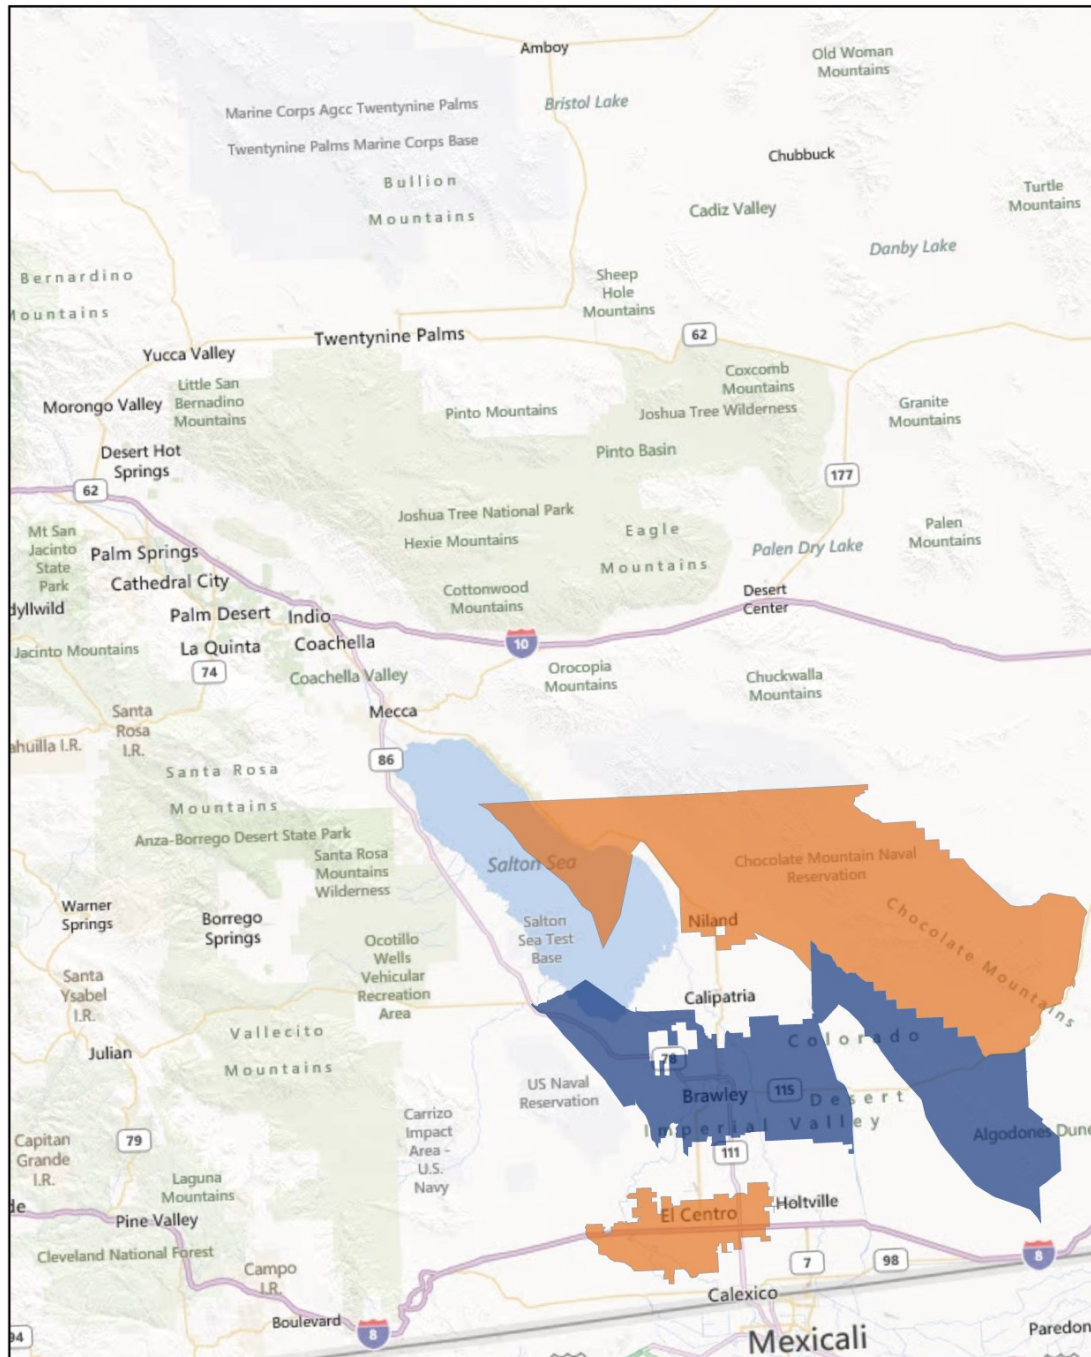 Amboy
Old Woman
Mountains
Marine Corps Agcc Twentynine Palms
Bristol Lake
Twentynine Palms Marine Corps Base
Chubbuck
Bullion
Mountains
Turtle
Mountains
Cadiz Valley
Danby Lake
Bernardino
Mountains
Sheep
Hole
Mountains
Twentynine Palms
62
Yucca Valley
Little San
Bernadino
Mountains
Coxcomb
Mountains
Morongo Valley
Pinto Mountains
Joshua Tree Wilderness
Granite
Mountains
Desert Hot
Springs
Pinto Basin
62
177
Joshua Tree National Park
Hexie Mountains
Eagle
Mountains
Palen
Mountains
Mt San
Jacinto
State
Park
Palm Springs
Palen Dry Lake
Cathedral City
Cottonwood
Mountains
Desert
Center
dyllwild
Palm Desert
Indio
Jacinto Mountains
La Quinta
Coachella
10
74
Coachella Valley
Orocopia
Mountains
Chuckwalla
Mountains
Santa
Rosa
I.R.
Mecca
ahuilla I.R.
86
Santa Rosa
Mountains
Anza-Borrego Desert State Park
Santa Rosa
Mountains
Wilderness
Salton Sea
Chocolate Mountain Naval
Reservation
Warner
Springs
Borrego
Springs
Salton
Sea Test
Base
Niland
Chocolate Mountains
Ocotillo
Wells
Vehicular
Recreation
Area
Santa
Ysabel
I.R.
Calipatria
Vallecito
Mountains
Julian
78
Colorado
Desert
US Naval
Reservation
Brawley
115
Imperial Valley
Carrizo
Impact
Area -
U.S.
Navy
Algodones Dune
Capitan
Grande
I.R.
79
111
Laguna
Mountains
de
Pine Valley
El Centro
Holtville
Cleveland National Forest
Campo
I.R.
7
98
8
Calexico
Boulevard
8
94
Mexicali
Paredon